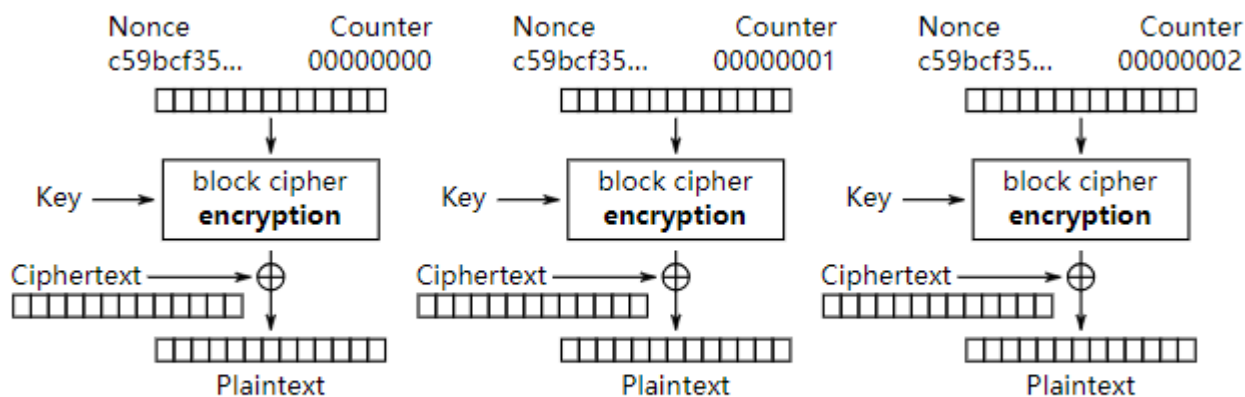 Nonce Counter Nonce Counter Nonce Counter
c59bcf35... 00000000 c59bcf35... 00000001 c59bcf35... 00000002
block cipher block cipher block cipher
Key encryption Key encryption Key encryption
Ciphertext Ciphertext Ciphertext
Plaintext Plaintext Plaintext